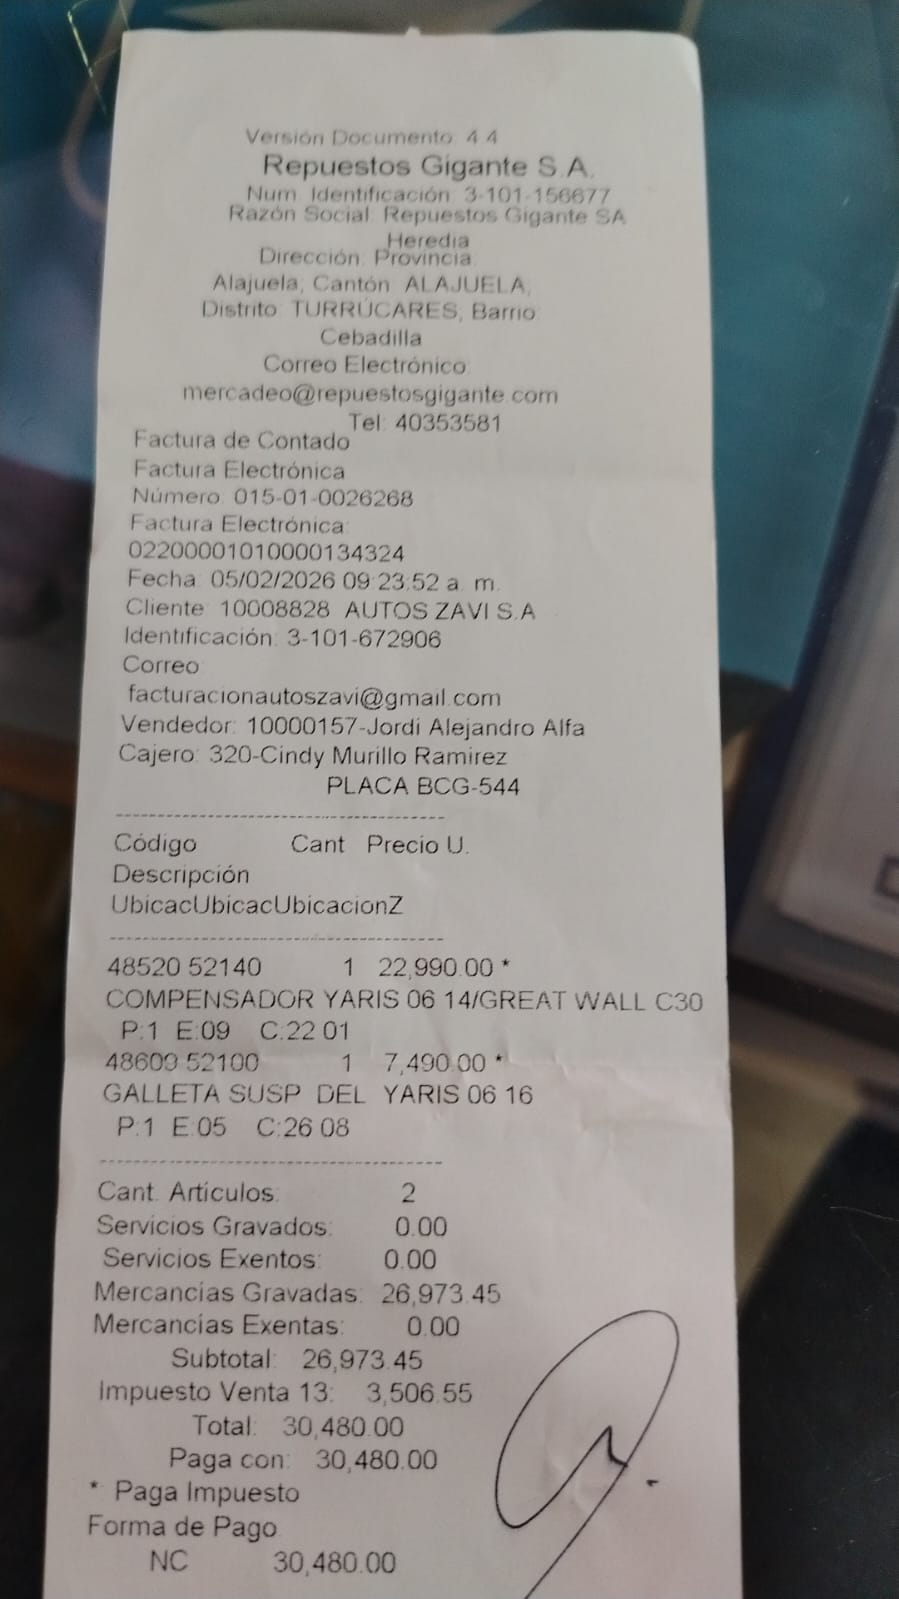 Versión Documento: 4.4
Repuestos Gigante S.A.
Num. Identificación: 3-101-156677
Razón Social: Repuestos Gigante SA
Heredia
Dirección: Provincia:
Alajuela, Cantón: ALAJUELA,
Distrito: TURRÚCARES, Barrio:
Cebadilla
Correo Electrónico:
mercadeo@repuestosgigante.com
Tel: 40353581
Factura de Contado
Factura Electrónica
Número: 015-01-0026268
Factura Electrónica:
02200001010000134324
Fecha: 05/02/2026 09:23:52 a. m.
Cliente: 10008828 AUTOS ZAVI S.A
Identificación: 3-101-672906
Correo:
facturacionautoszavi@gmail.com
Vendedor: 10000157-Jordi Alejandro Alfa
Cajero: 320-Cindy Murillo Ramirez
PLACA BCG-544
Código Cant Precio U.
Descripción
UbicacUbicacUbicacionZ
48520 52140 1 22,990.00 *
COMPENSADOR YARIS 06 14/GREAT WALL C30
P:1 E:09 C:22 01
48609 52100 1 7,490.00 *
GALLETA SUSP DEL YARIS 06 16
P:1 E:05 C:26 08
Cant. Artículos: 2
Servicios Gravados: 0.00
Servicios Exentos: 0.00
Mercancías Gravadas: 26,973.45
Mercancías Exentas: 0.00
Subtotal: 26,973.45
Impuesto Venta 13: 3,506.55
Total: 30,480.00
Paga con: 30,480.00
* Paga Impuesto
Forma de Pago
NC 30,480.00